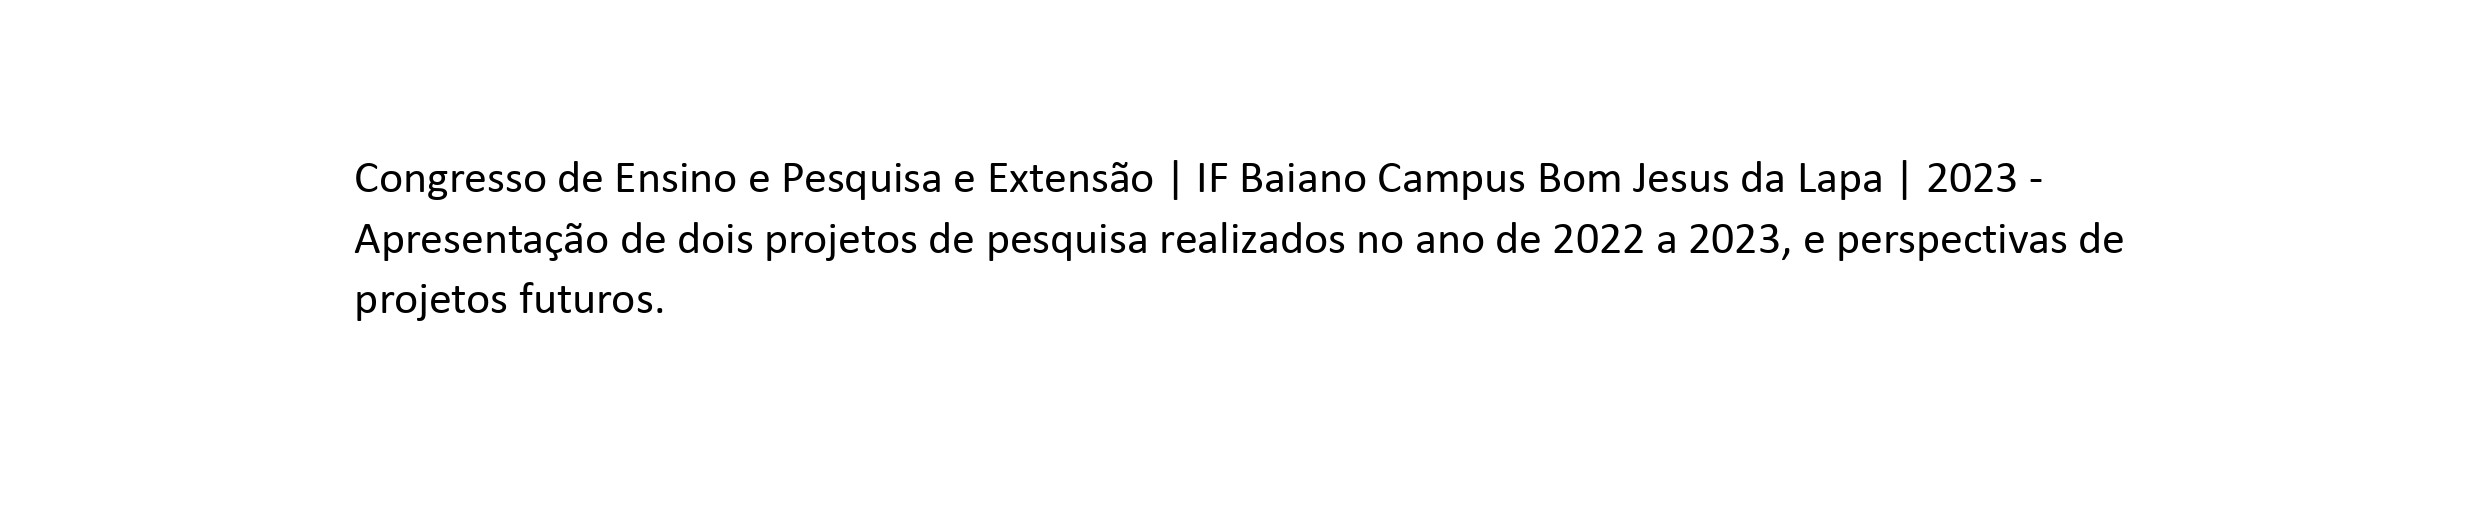 Congresso de Ensino e Pesquisa e Extensão | IF Baiano Campus Bom Jesus da Lapa | 2023 -
Apresentação de dois projetos de pesquisa realizados no ano de 2022 a 2023, e perspectivas de
projetos futuros.